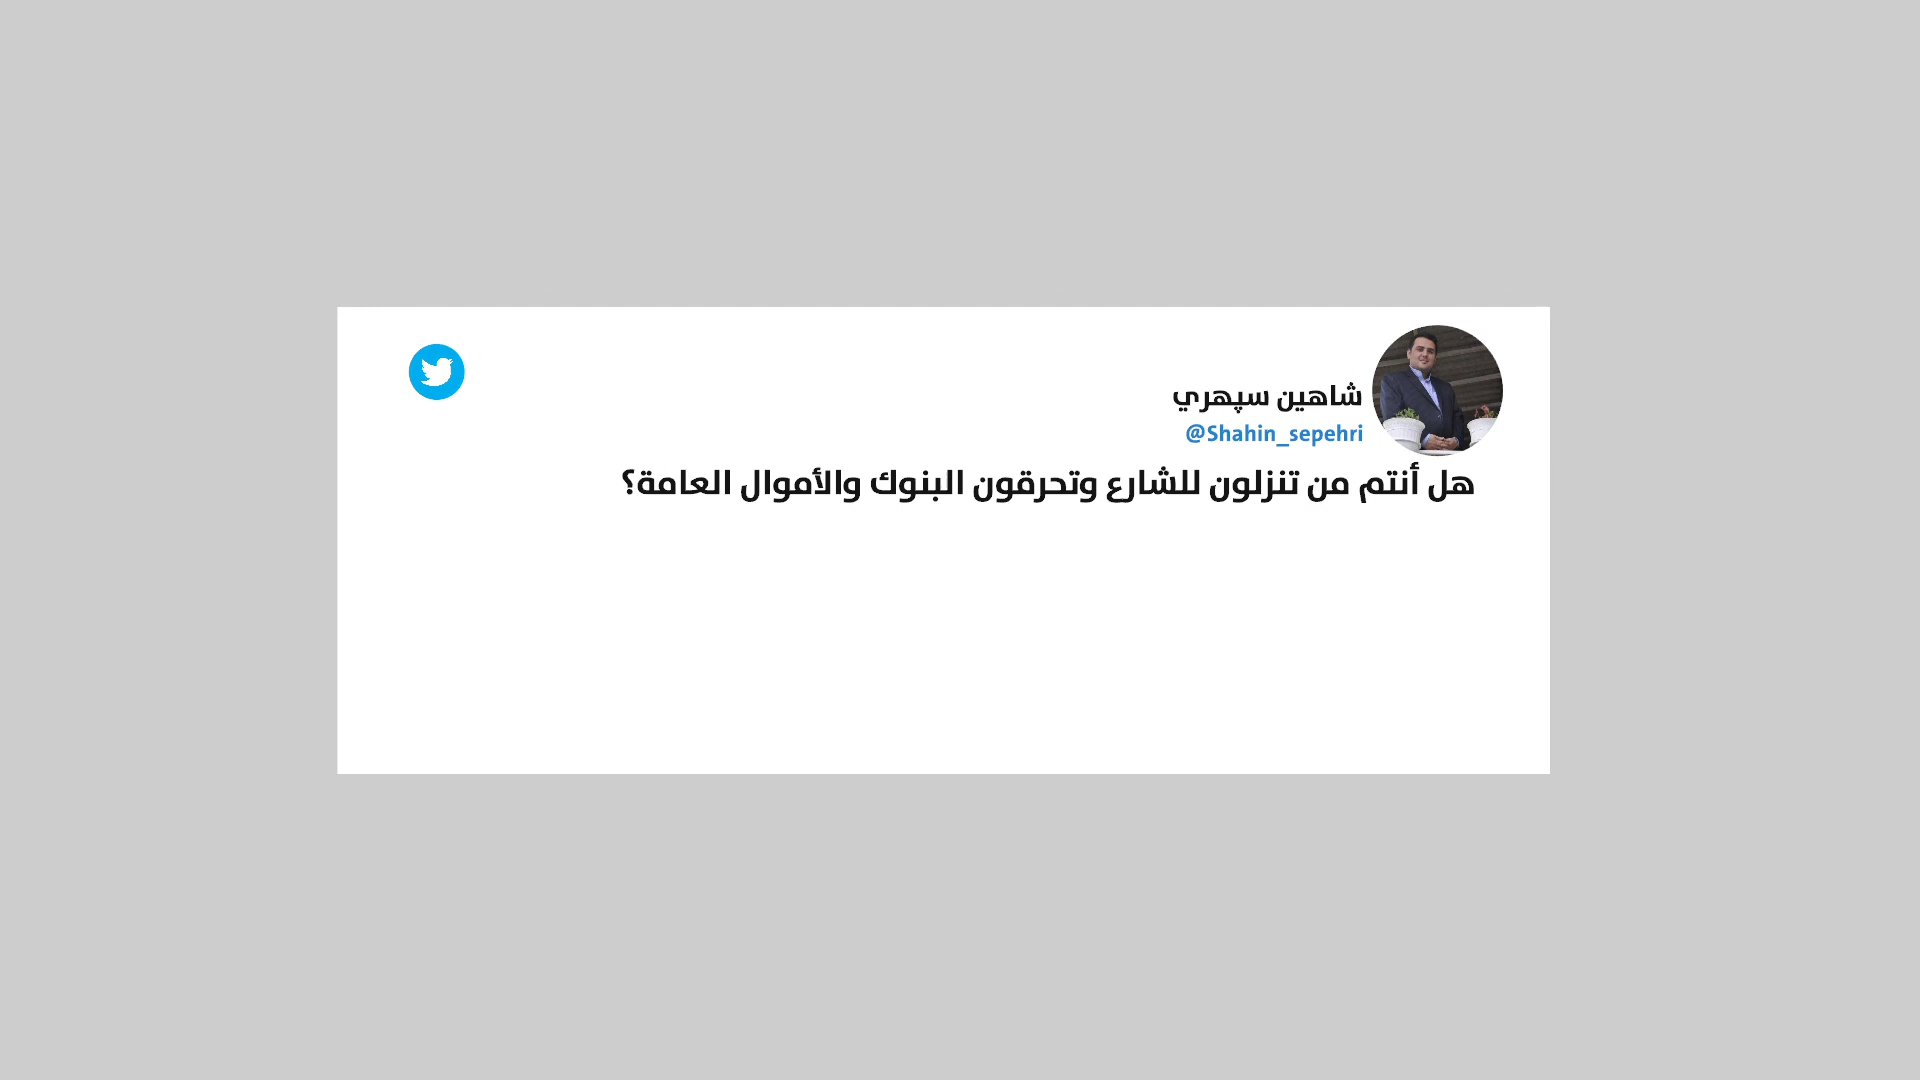 شاهين سپهري
@Shahin_sepehri
هل أنتم من تنزلون للشارع وتحرقون البنوك والأموال العامة؟